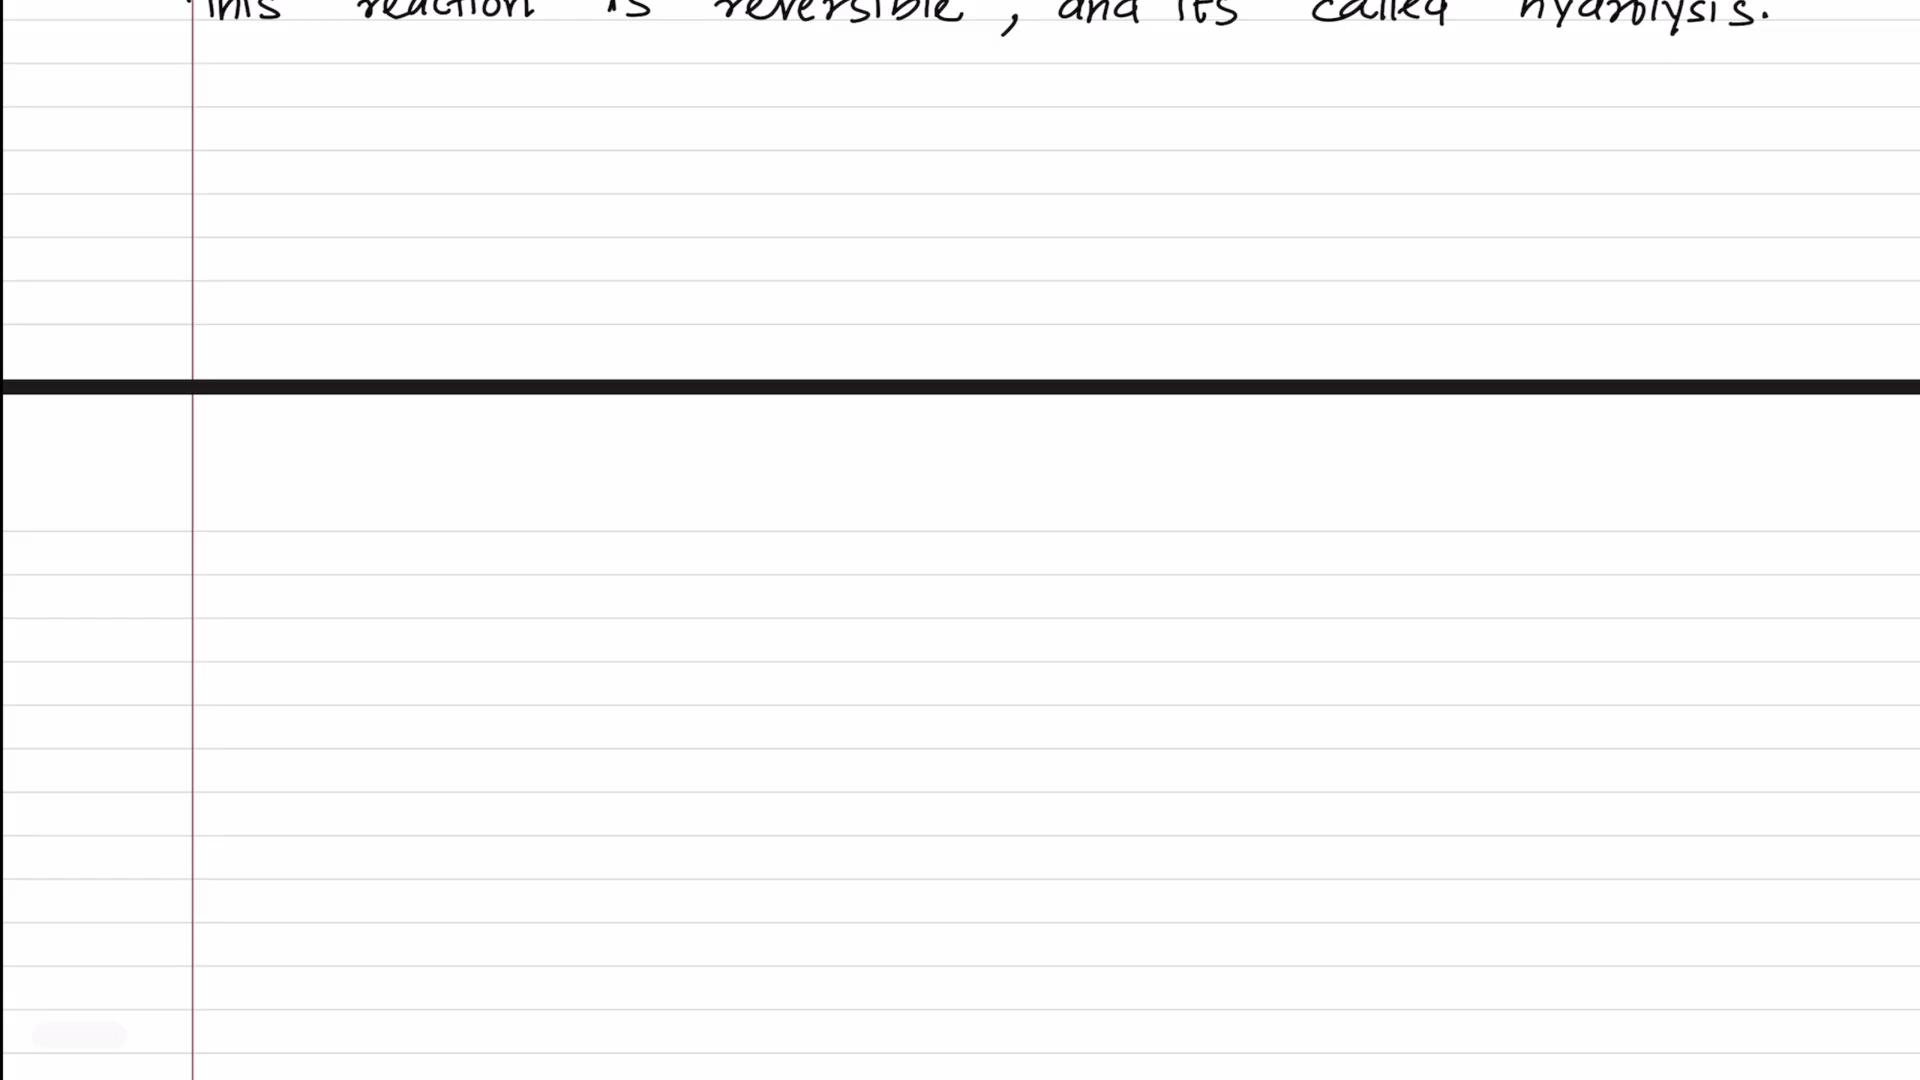 This reaction is reversible, and its called hydrolysis.